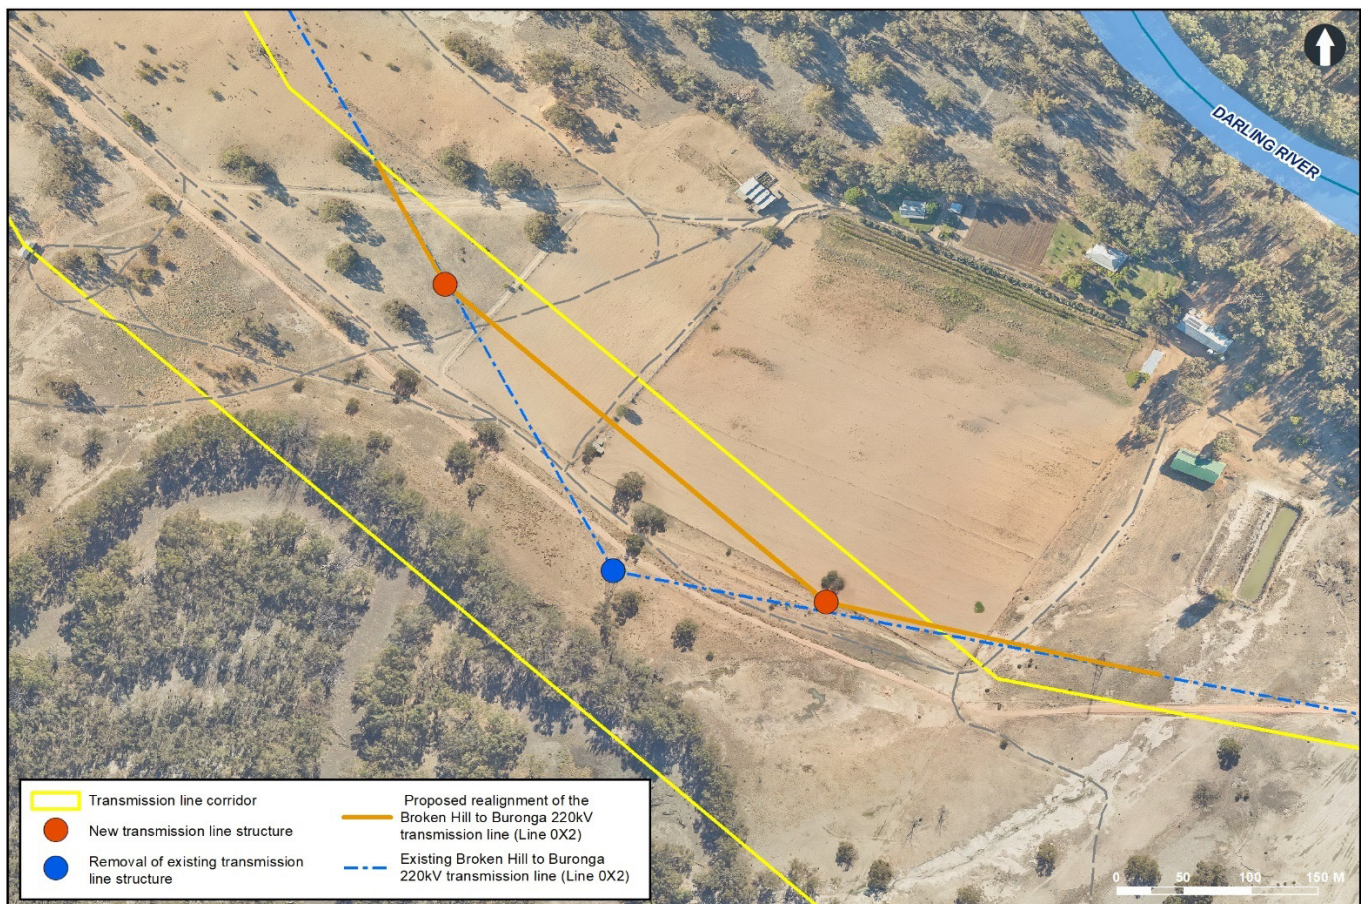 DARLING RIVER
Transmission line corridor
New transmission line structure
Removal of existing transmission
line structure
Proposed realignment of the
Broken Hill to Buronga 220kV
transmission line (Line 0X2)
Existing Broken Hill to Buronga
220kV transmission line (Line 0X2)
0 50 100 150 M